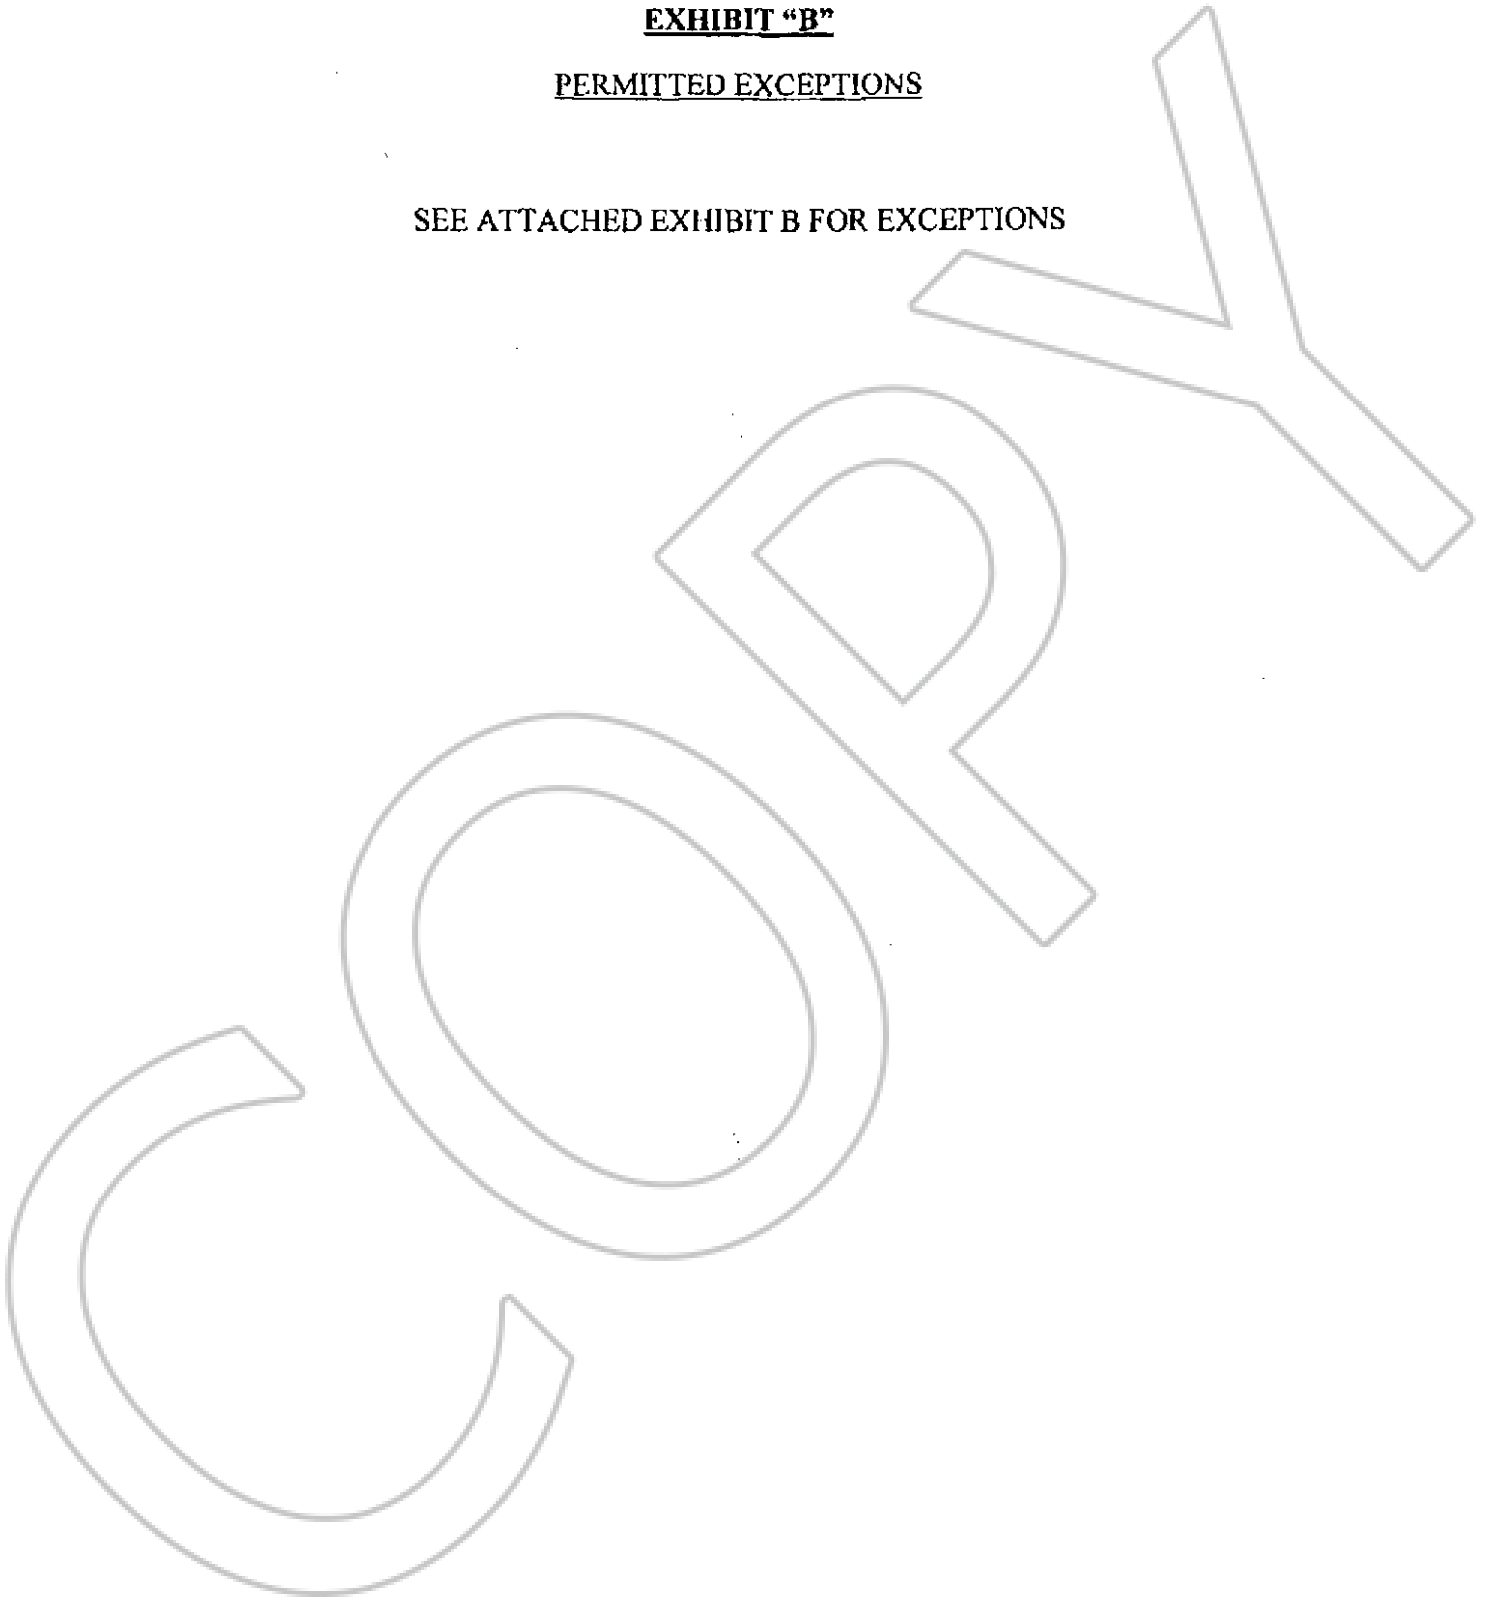 EXHIBIT “B”
PERMITTED EXCEPTIONS
SEE ATTACHED EXHIBIT B FOR EXCEPTIONS
COPY